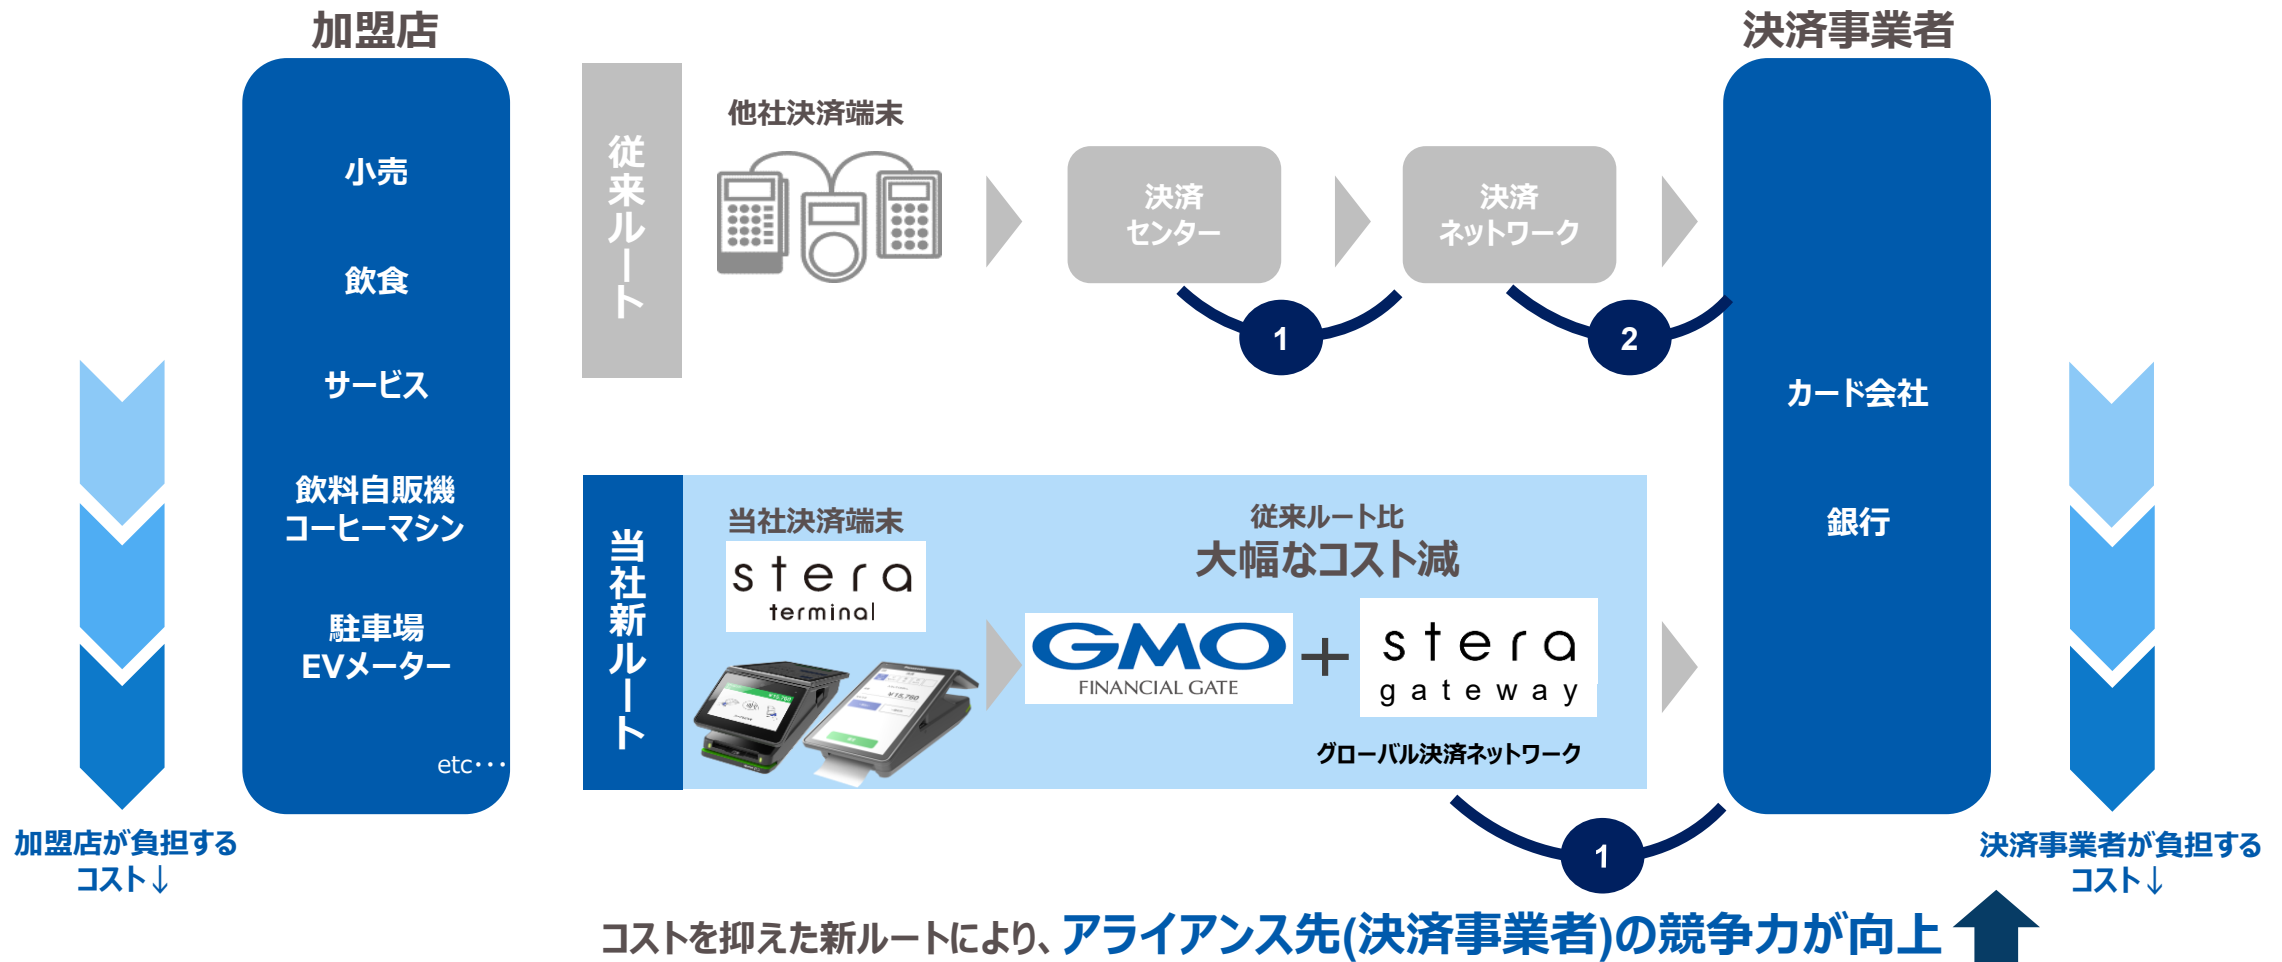 加盟店
小売
飲食
サービス
飲料自販機
コーヒーマシン
駐車場
EVメーター
etc･･･
加盟店が負担する
コスト↓
従来ルート
他社決済端末
決済
センター
決済
ネットワーク
1
2
当社新ルート
当社決済端末
stera
terminal
¥15,780
従来ルート比
大幅なコスト減
GMO
FINANCIAL GATE
+
stera
gateway
グローバル決済ネットワーク
1
決済事業者
カード会社
銀行
決済事業者が負担する
コスト↓
コストを抑えた新ルートにより、アライアンス先(決済事業者)の競争力が向上